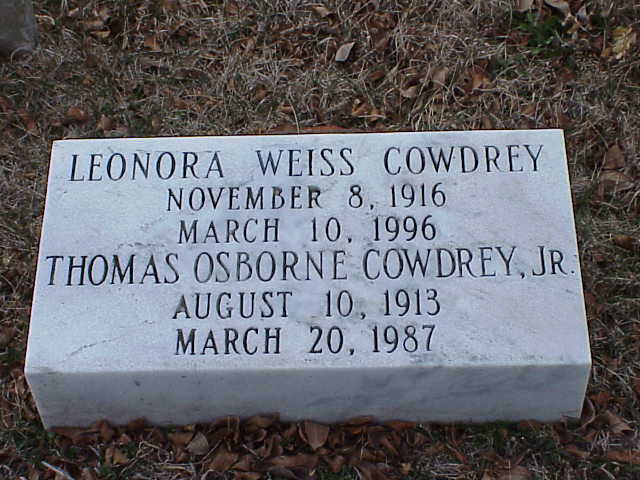 LEONORA WEISS COWDREY
NOVEMBER 8, 1916
MARCH 10, 1996
THOMAS OSBORNE COWDREY, JR.
AUGUST 10, 1913
MARCH 20, 1987